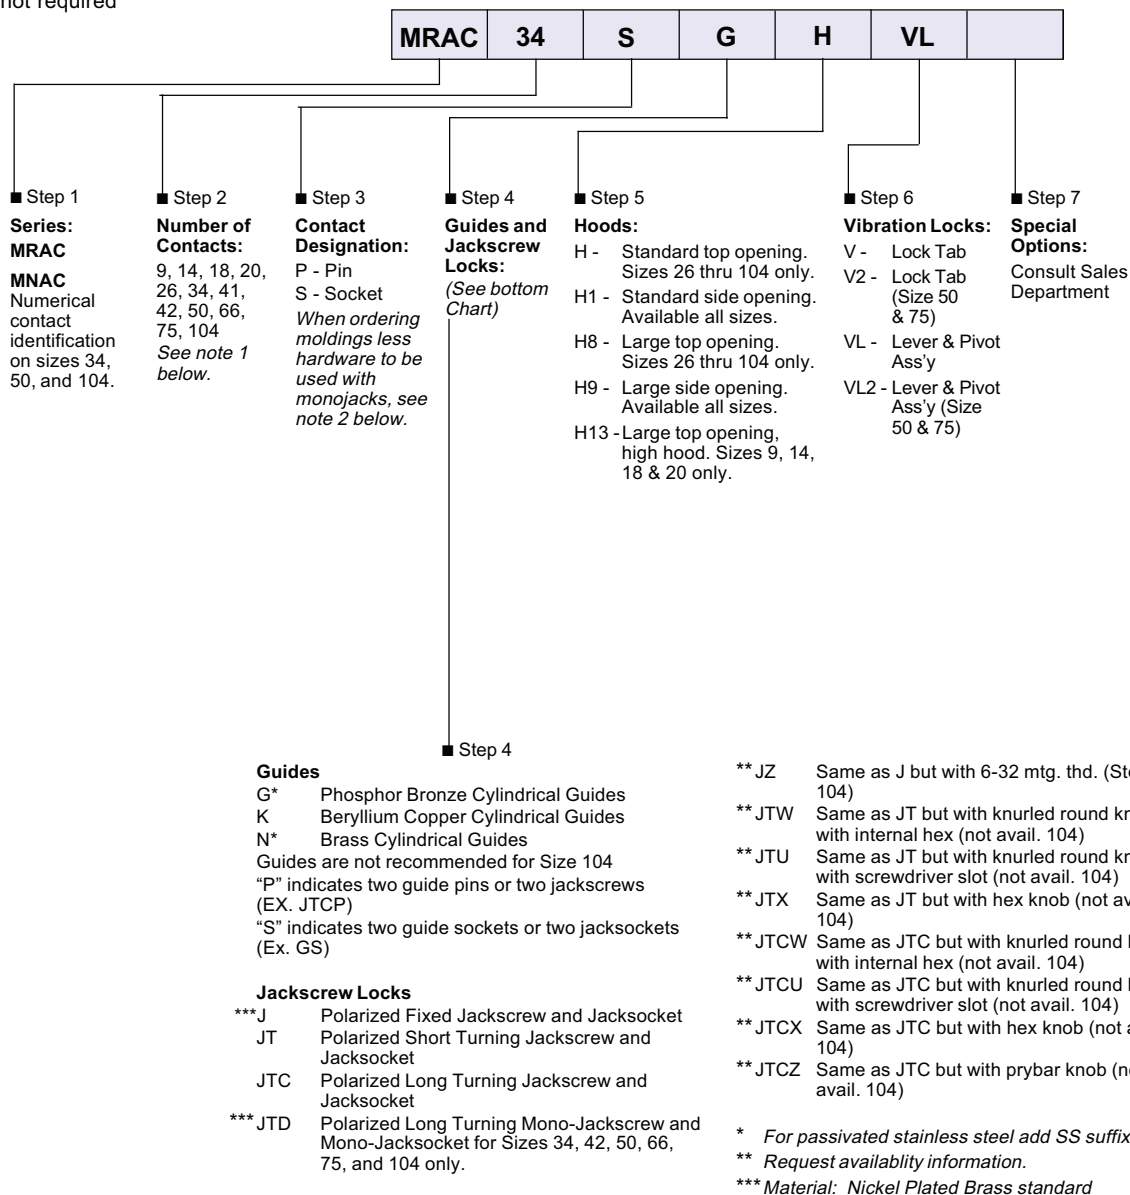 not required
MRAC 34 S G H VL
■ Step 1
Series:
MRAC
MNAC
Numerical
contact
identification
on sizes 34,
50, and 104.
■ Step 2
Number of
Contacts:
9, 14, 18, 20,
26, 34, 41,
42, 50, 66,
75, 104
See note 1
below.
■ Step 3
Contact
Designation:
P - Pin
S - Socket
When ordering
moldings less
hardware to be
used with
monojacks, see
note 2 below.
■ Step 4
Guides and
Jackscrew
Locks:
(See bottom
Chart)
■ Step 5
Hoods:
H - Standard top opening.
Sizes 26 thru 104 only.
H1 - Standard side opening.
Available all sizes.
H8 - Large top opening.
Sizes 26 thru 104 only.
H9 - Large side opening.
Available all sizes.
H13 - Large top opening,
high hood. Sizes 9, 14,
18 & 20 only.
■ Step 6
Vibration Locks:
V - Lock Tab
V2 - Lock Tab
(Size 50
& 75)
VL - Lever & Pivot
Ass'y
VL2 - Lever & Pivot
Ass'y (Size
50 & 75)
■ Step 7
Special
Options:
Consult Sales
Department
■ Step 4
Guides
G* Phosphor Bronze Cylindrical Guides
K Beryllium Copper Cylindrical Guides
N* Brass Cylindrical Guides
Guides are not recommended for Size 104
“P” indicates two guide pins or two jackscrews
(EX. JTCP)
“S” indicates two guide sockets or two jacksockets
(Ex. GS)
Jackscrew Locks
***J Polarized Fixed Jackscrew and Jacksocket
JT Polarized Short Turning Jackscrew and
Jacksocket
JTC Polarized Long Turning Jackscrew and
Jacksocket
***JTD Polarized Long Turning Mono-Jackscrew and
Mono-Jacksocket for Sizes 34, 42, 50, 66,
75, and 104 only.
**JZ Same as J but with 6-32 mtg. thd.
104)
**JTW Same as JT but with knurled round
with internal hex (not avail. 104)
**JTU Same as JT but with knurled round
with screwdriver slot (not avail. 104)
**JTX Same as JT but with hex knob (not
104)
**JTCW Same as JTC but with knurled round
with internal hex (not avail. 104)
**JTCU Same as JTC but with knurled round
with screwdriver slot (not avail. 104)
**JTCX Same as JTC but with hex knob (not
104)
**JTCZ Same as JTC but with prybar knob
avail. 104)
* For passivated stainless steel add SS suffix
** Request availablity information.
*** Material: Nickel Plated Brass standard